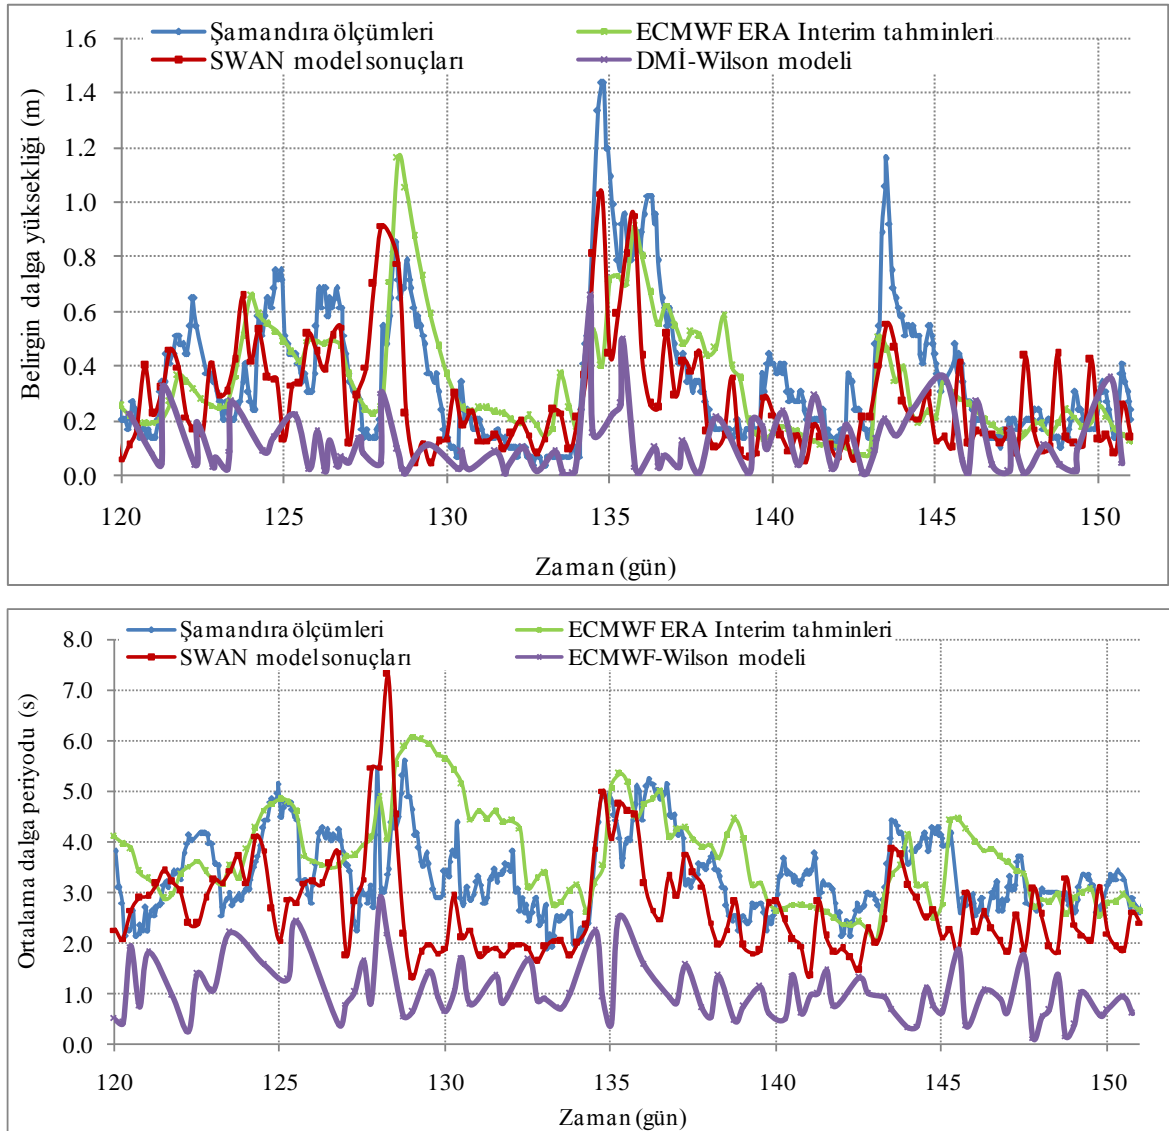 Şamandıra ölçümleri
ECMWF ERA Interim tahminleri
SWAN model sonuçları
DMİ-Wilson modeli
Belirgin dalga yüksekliği (m)
1.6
1.4
1.2
1.0
0.8
0.6
0.4
0.2
0.0
120 125 130 135 140 145 150
Zaman (gün)
Şamandıra ölçümleri
ECMWF ERA Interim tahminleri
SWAN model sonuçları
ECMWF-Wilson modeli
Ortalama dalga periyodu (s)
8.0
7.0
6.0
5.0
4.0
3.0
2.0
1.0
0.0
120 125 130 135 140 145 150
Zaman (gün)